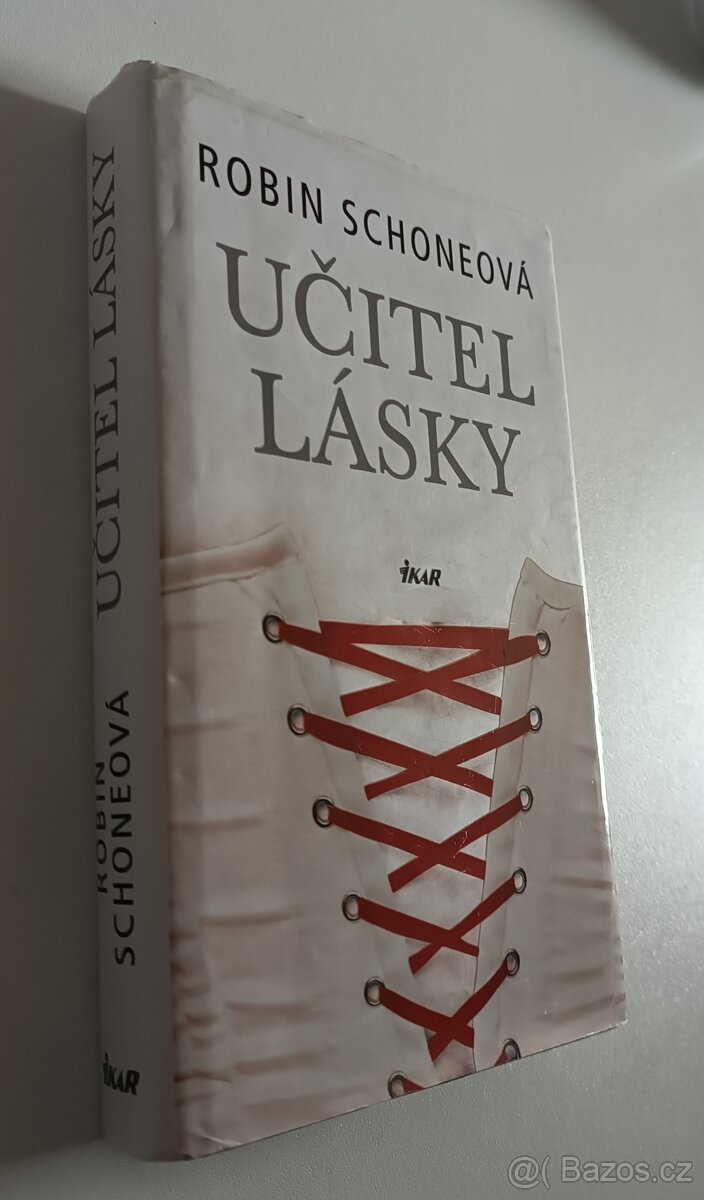 ROBIN SCHONEOVÁ
UČITEL
LÁSKY
IKAR
UČITEL LÁSKY
ROBIN
SCHONEOVÁ
IKAR
@( Bazos.cz